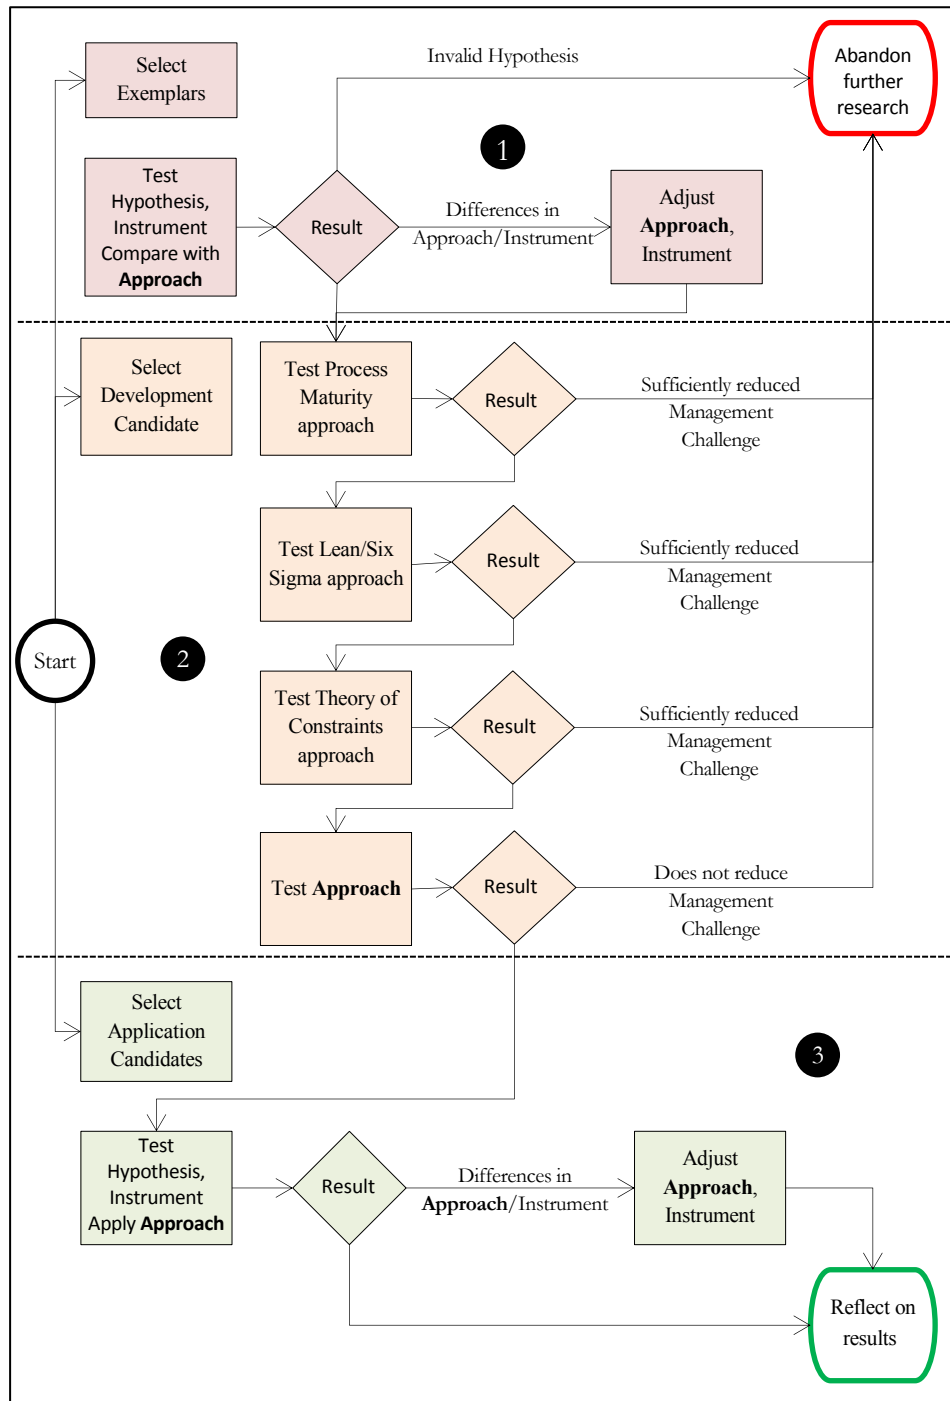 Select
Exemplars
Invalid Hypothesis
Abandon
further
research
1
Test
Hypothesis,
Instrument
Compare with
Approach
Result
Differences in
Approach/Instrument
Adjust
Approach,
Instrument
Select
Development
Candidate
Test Process
Maturity
approach
Result
Sufficiently reduced
Management
Challenge
Test Lean/Six
Sigma approach
Result
Sufficiently reduced
Management
Challenge
Start
2
Test Theory of
Constraints
approach
Result
Sufficiently reduced
Management
Challenge
Test Approach
Result
Does not reduce
Management
Challenge
Select
Application
Candidates
3
Test
Hypothesis,
Instrument
Apply Approach
Result
Differences in
Approach/Instrument
Adjust
Approach,
Instrument
Reflect on
results